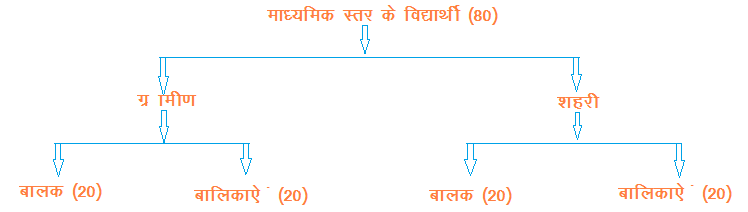 माध्यमिक स्तर के विद्यार्थी (80)
ग्रामीण
शहरी
बालक (20)
बालिकाऐं (20)
बालक (20)
बालिकाऐं (20)